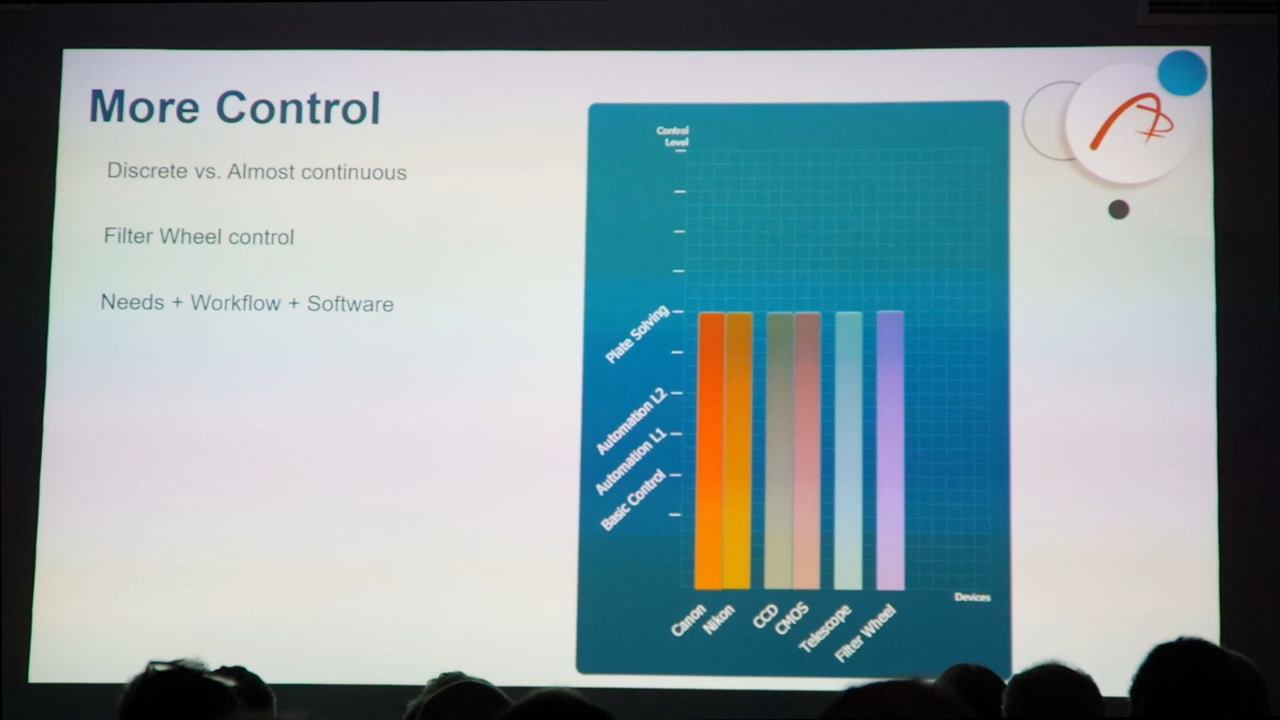 More Control
Discrete vs. Almost continuous
Filter Wheel control
Needs + Workflow + Software
Control
Level
Plate Solving
Automation L2
Automation L1
Basic Control
Devices
Canon
Nikon
CCD
CMOS
Telescope
Filter Wheel